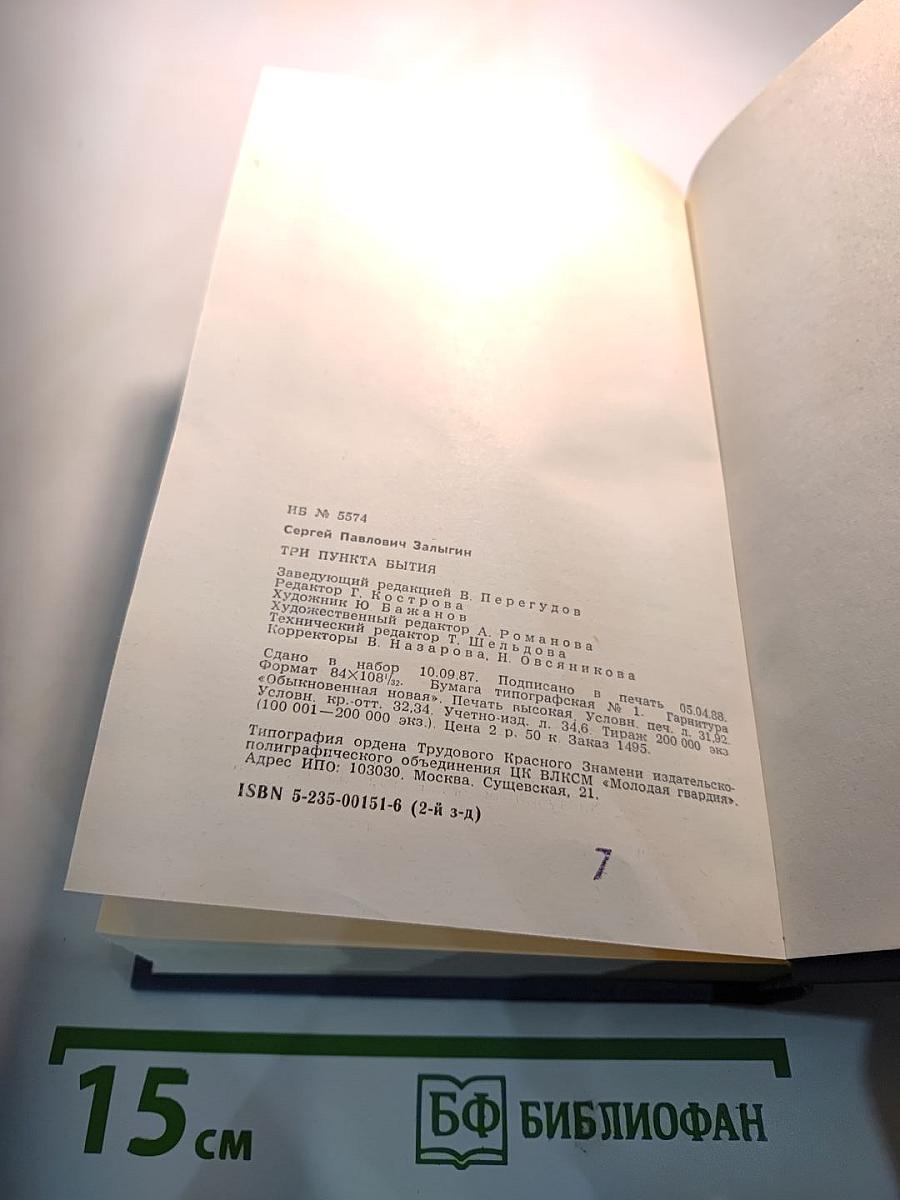 ИБ № 5574
Сергей Павлович Залыгин
ТРИ ПУНКТА БЫТИЯ
Заведующий редакцией В. Перегудов
Редактор Г. Кострова
Художник Ю Бажанов
Художественный редактор А. Романова
Технический редактор Т. Шельдова
Корректоры В. Назарова, Н. Овсяникова
Сдано в набор 10.09.87. Подписано в печать 05.04.88.
Формат 84×108¹/₃₂. Бумага типографская № 1. Гарнитура
«Обыкновенная новая». Печать высокая. Условн. печ. л. 31,92.
Условн. кр.-отт. 32,34. Учетно-изд. л. 34,6. Тираж 200 000 экз
(100 001—200 000 экз.). Цена 2 р. 50 к. Заказ 1495.
Типография ордена Трудового Красного Знамени издательско-
полиграфического объединения ЦК ВЛКСМ «Молодая гвардия».
Адрес ИПО: 103030, Москва, Сущевская, 21.
ISBN 5-235-00151-6 (2-й з-д)
7
15 см
БФ БИБЛИОФАН